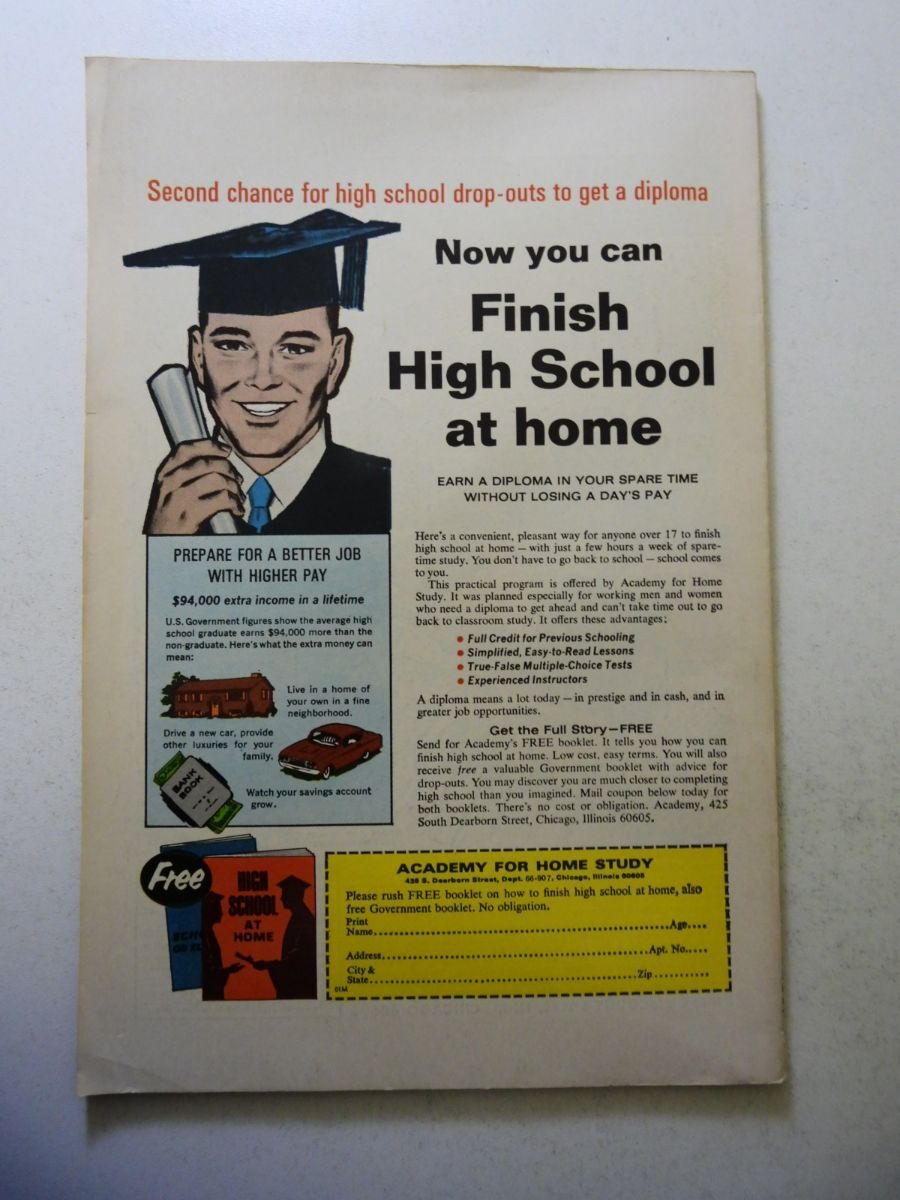 Second chance for high school drop-outs to get a diploma
Now you can
Finish
High School
at home
EARN A DIPLOMA IN YOUR SPARE TIME
WITHOUT LOSING A DAY'S PAY
PREPARE FOR A BETTER JOB
WITH HIGHER PAY
$94,000 extra income in a lifetime
U.S. Government figures show the average high
school graduate earns $94,000 more than the
non-graduate. Here's what the extra money can
mean:
Live in a home of
your own in a fine
neighborhood.
Drive a new car, provide
other luxuries for your
family.
BANK
BOOK
Watch your savings account
grow.
Here's a convenient, pleasant way for anyone over 17 to finish
high school at home — with just a few hours a week of spare-
time study. You don't have to go back to school — school comes
to you.
This practical program is offered by Academy for Home
Study. It was planned especially for working men and women
who need a diploma to get ahead and can't take time out to go
back to classroom study. It offers these advantages:
• Full Credit for Previous Schooling
• Simplified, Easy-to-Read Lessons
• True-False Multiple-Choice Tests
• Experienced Instructors
A diploma means a lot today — in prestige and in cash, and in
greater job opportunities.
Get the Full Story—FREE
Send for Academy's FREE booklet. It tells you how you can
finish high school at home. Low cost, easy terms. You will also
receive free a valuable Government booklet with advice for
drop-outs. You may discover you are much closer to completing
high school than you imagined. Mail coupon below today for
both booklets. There's no cost or obligation. Academy, 425
South Dearborn Street, Chicago, Illinois 60605.
Free
HIGH
SCHOOL
AT
HOME
ACADEMY FOR HOME STUDY
S. Dearborn Street, Dept. 66-907, Chicago, Illinois 60605
Please rush FREE booklet on how to finish high school at home, also
free Government booklet. No obligation.
Print
Name Age
Address Apt. No.
City &
State Zip